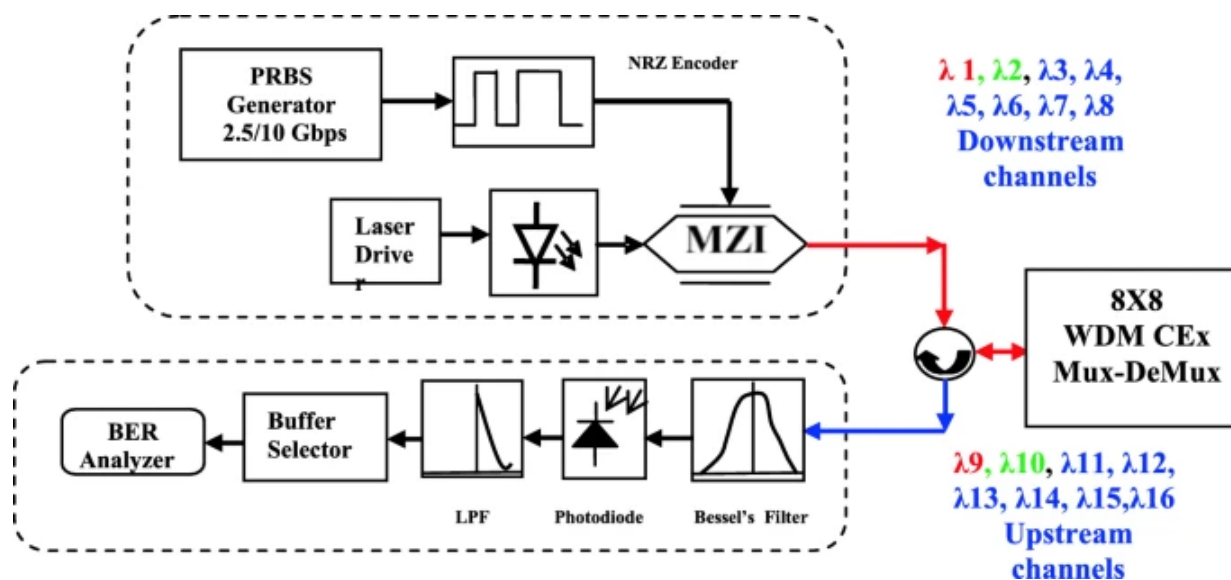 PRBS
Generator
2.5/10 Gbps
NRZ Encoder
λ 1, λ2, λ3, λ4,
λ5, λ6, λ7, λ8
Downstream
channels
Laser
Drive
r
MZI
8X8
WDM CEx
Mux-DeMux
BER
Analyzer
Buffer
Selector
LPF
Photodiode
Bessel's Filter
λ9, λ10, λ11, λ12,
λ13, λ14, λ15,λ16
Upstream
channels